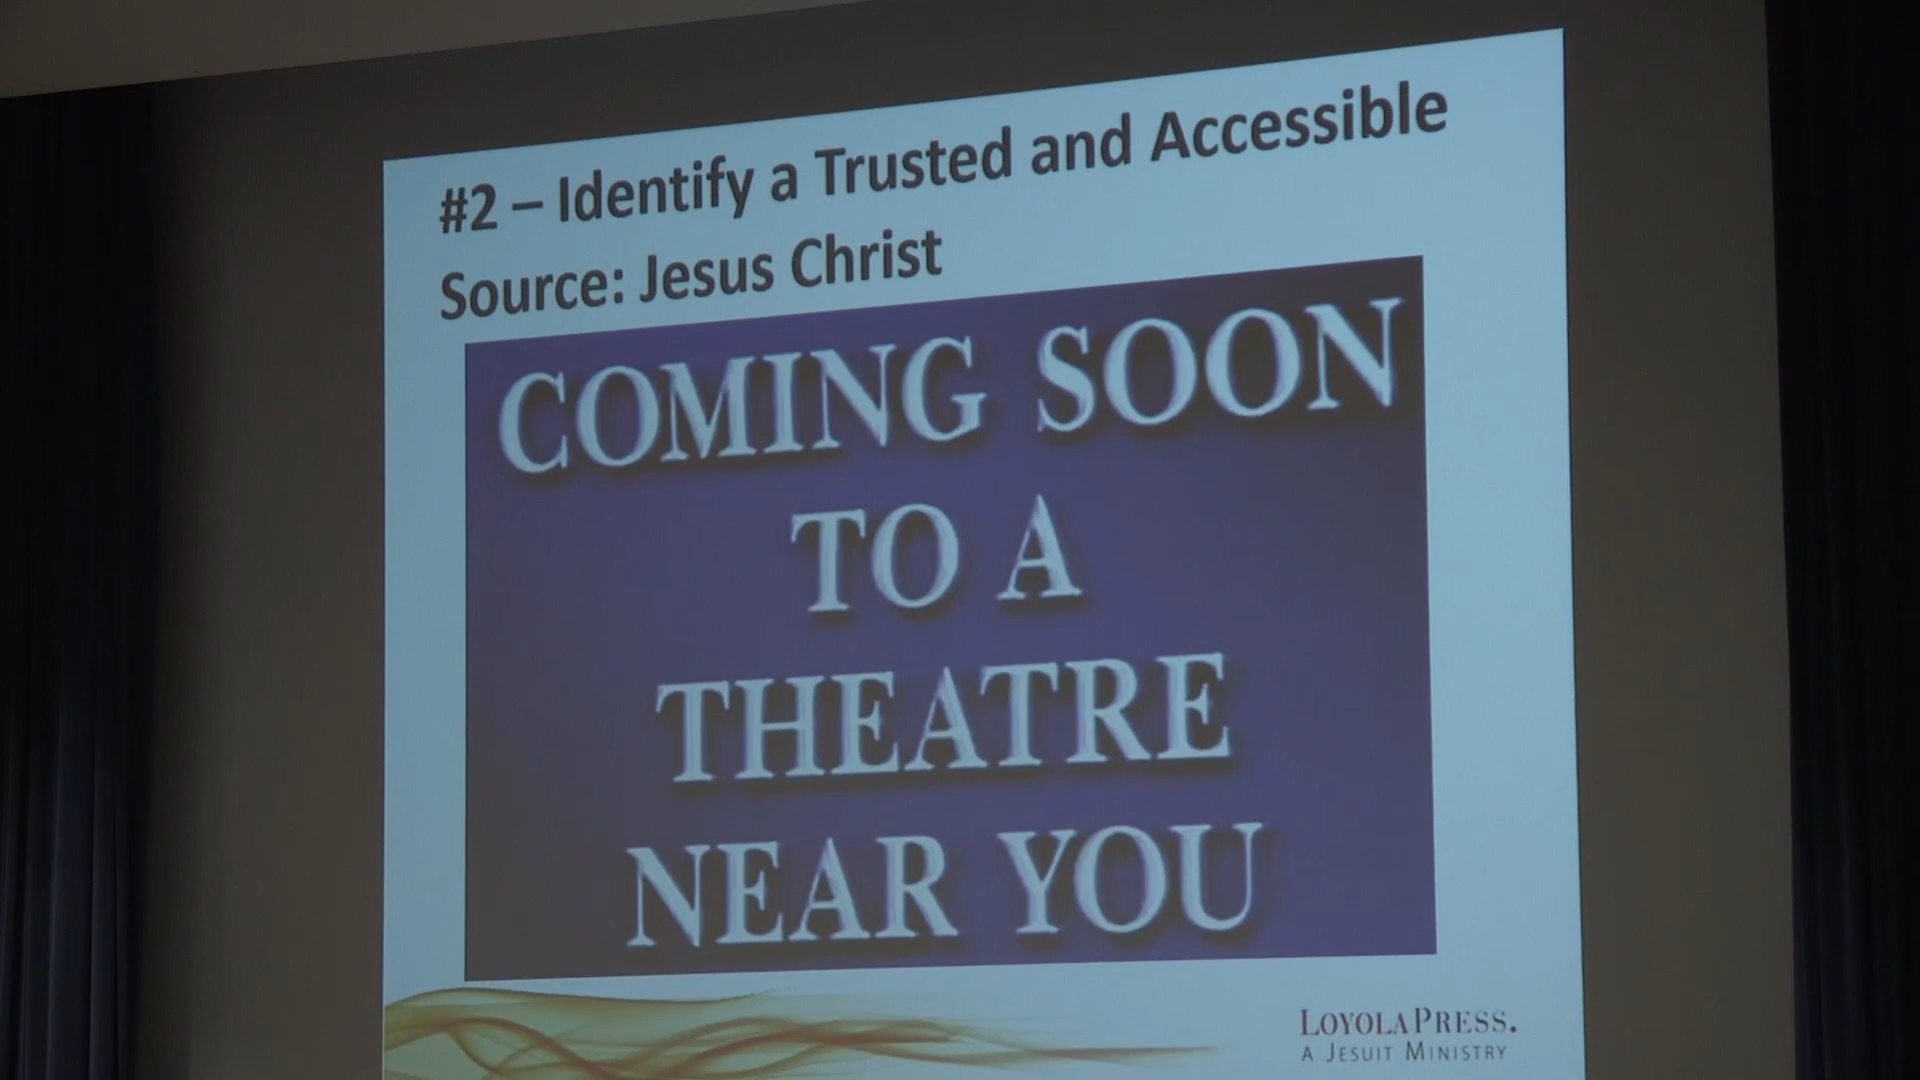 #2 – Identify a Trusted and Accessible
Source: Jesus Christ
COMING SOON
TO A
THEATRE
NEAR YOU
LOYOLAPRESS.
A JESUIT MINISTRY